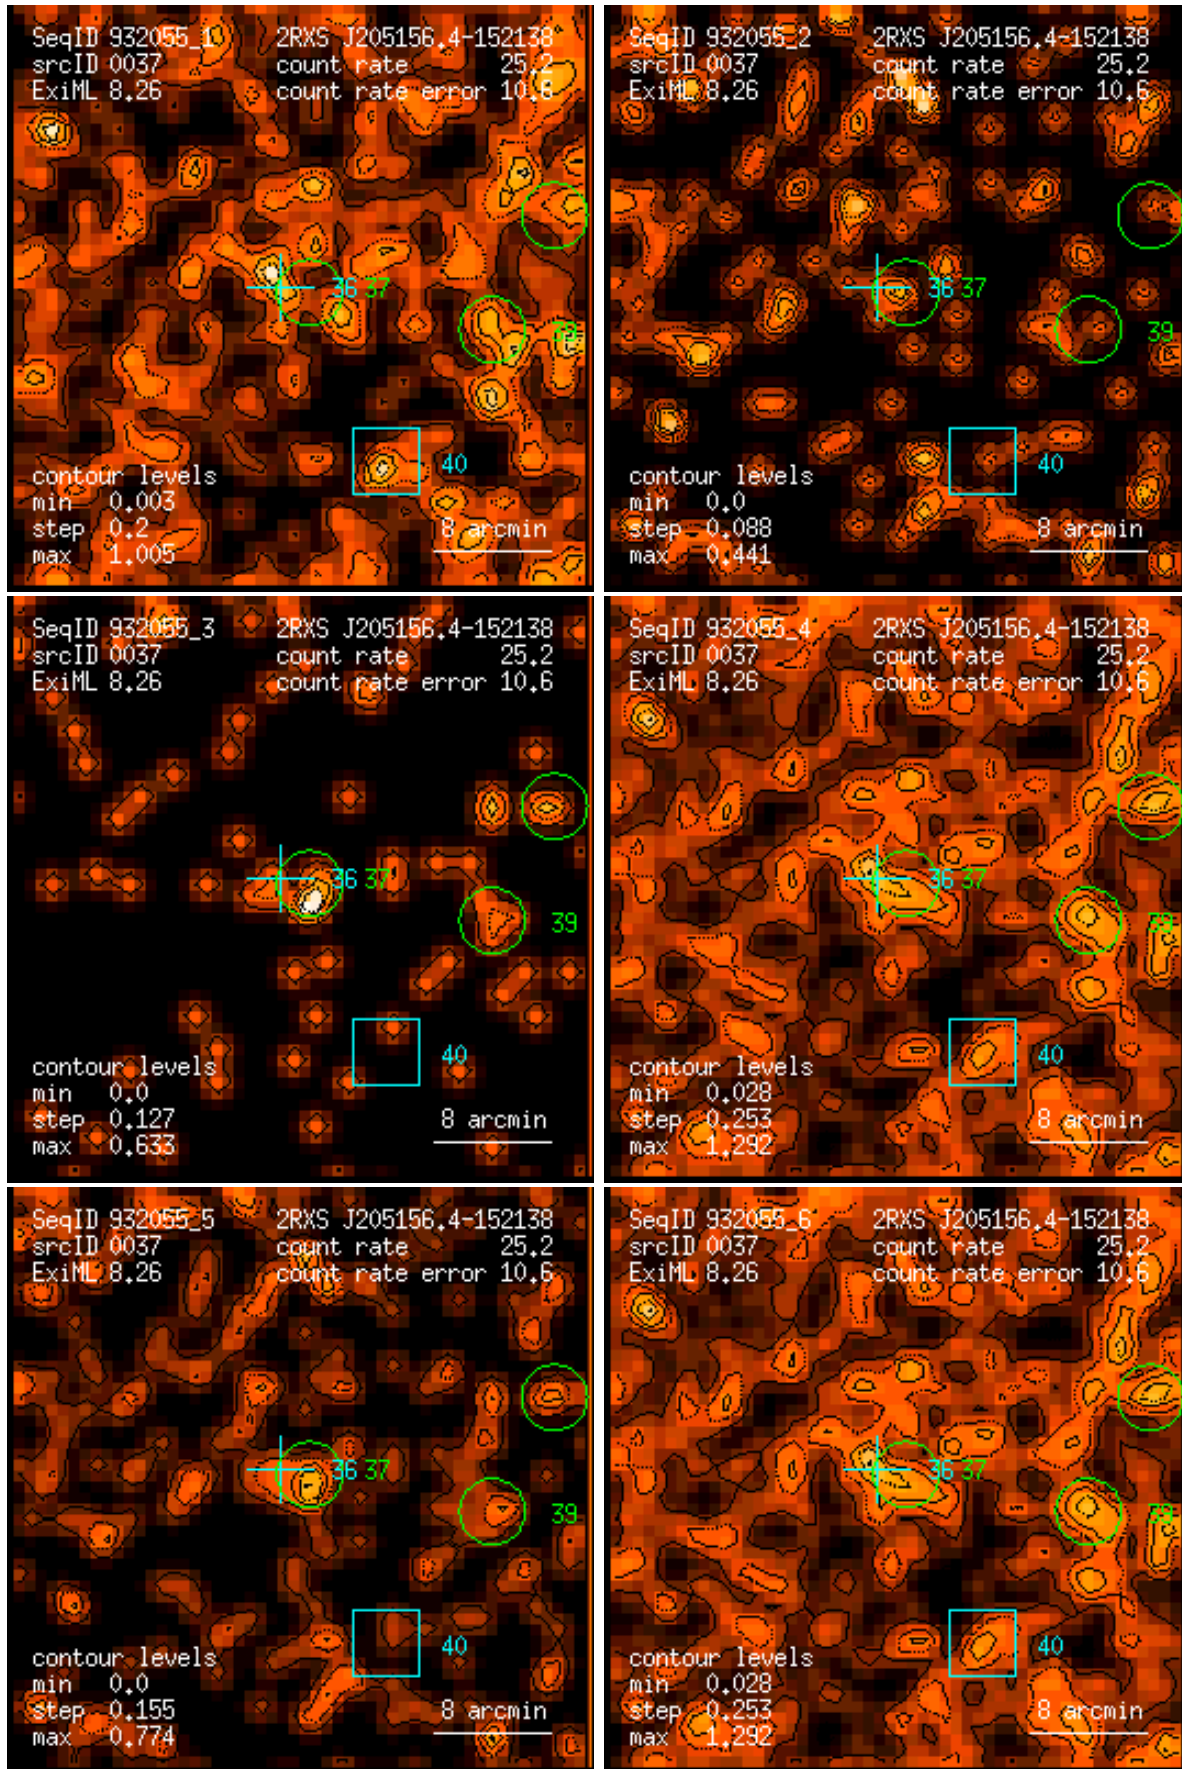 SeqID 932055_1 2RXS J205156.4-152138
srcID 0037 count rate 25.2
ExiML 8.26 count rate error 10.6
36 37
39
40
contour levels
min 0.003
step 0.2 8 arcmin
max 1.005
SeqID 932055_2 2RXS J205156.4-152138
srcID 0037 count rate 25.2
ExiML 8.26 count rate error 10.6
36 37
39
40
contour levels
min 0.0
step 0.088 8 arcmin
max 0.441
SeqID 932055_3 2RXS J205156.4-152138
srcID 0037 count rate 25.2
ExiML 8.26 count rate error 10.6
36 37
39
40
contour levels
min 0.0
step 0.127 8 arcmin
max 0.633
SeqID 932055_4 2RXS J205156.4-152138
srcID 0037 count rate 25.2
ExiML 8.26 count rate error 10.6
36 37
39
40
contour levels
min 0.028
step 0.253 8 arcmin
max 1.292
SeqID 932055_5 2RXS J205156.4-152138
srcID 0037 count rate 25.2
ExiML 8.26 count rate error 10.6
36 37
39
40
contour levels
min 0.0
step 0.155 8 arcmin
max 0.774
SeqID 932055_6 2RXS J205156.4-152138
srcID 0037 count rate 25.2
ExiML 8.26 count rate error 10.6
36 37
39
40
contour levels
min 0.028
step 0.253 8 arcmin
max 1.292